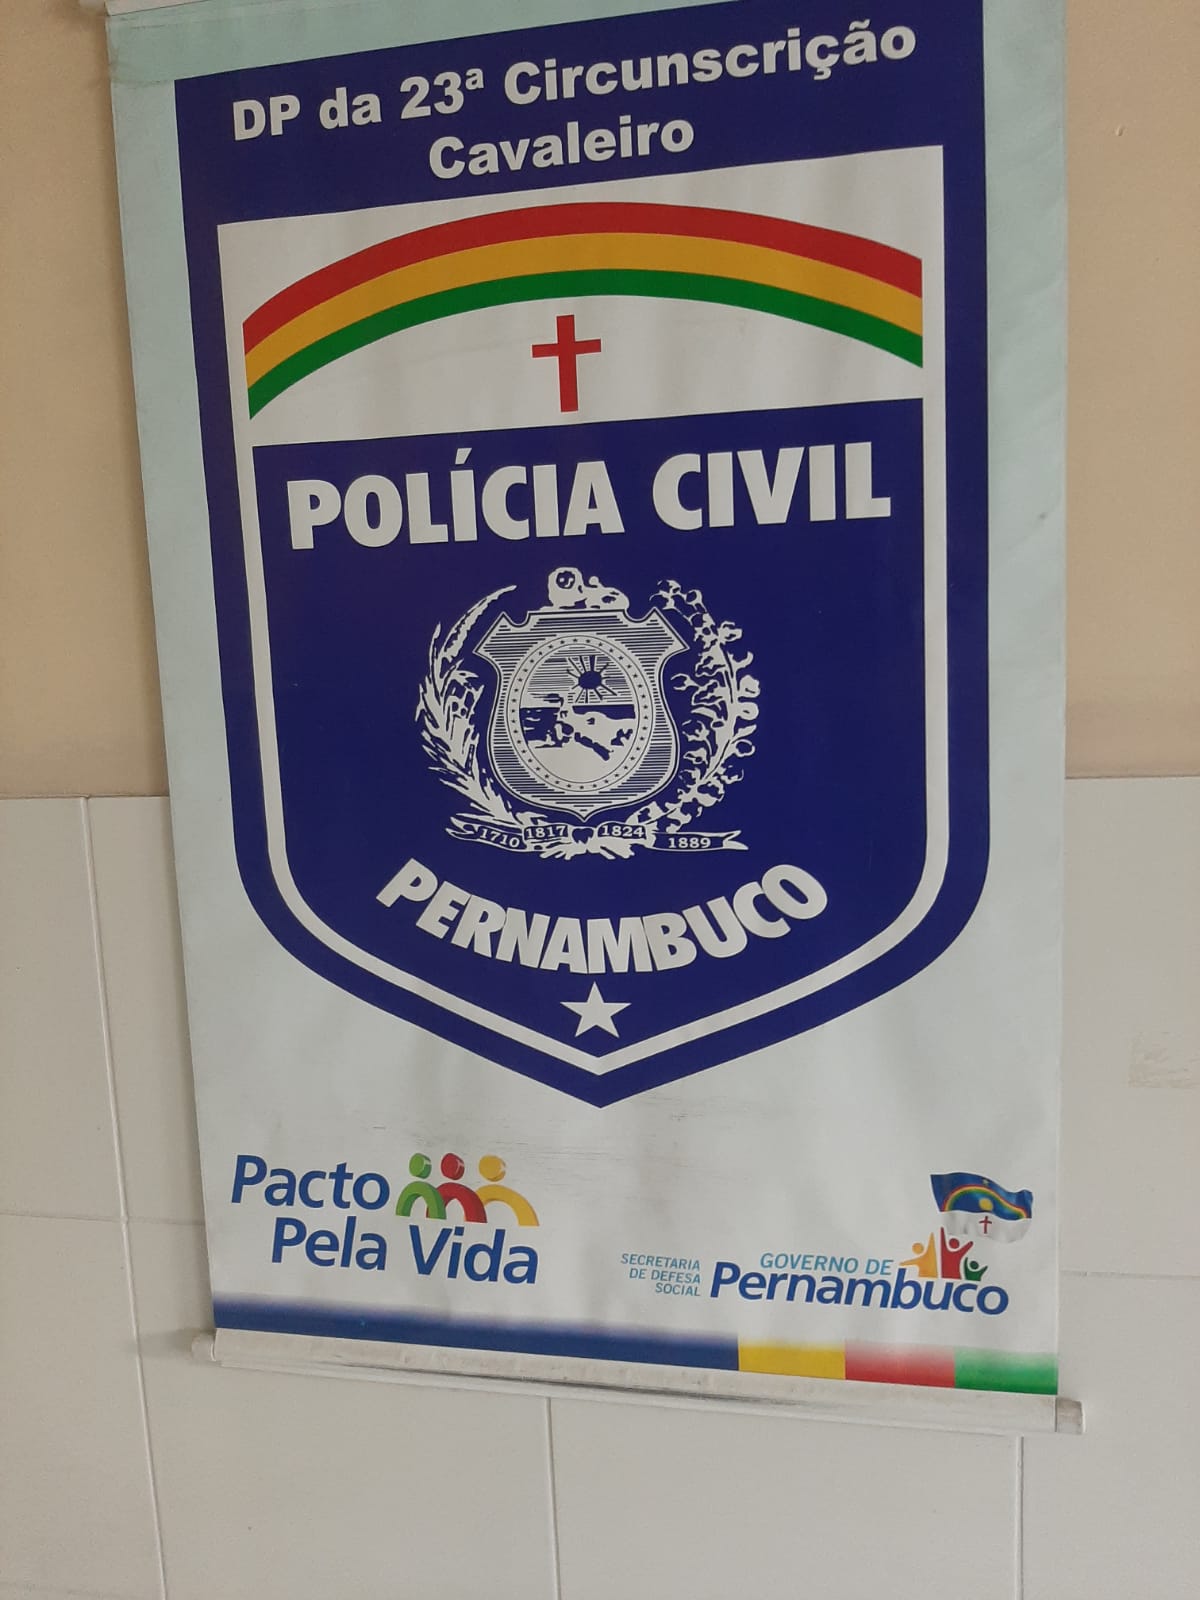 DP da 23ª Circunscrição
Cavaleiro
POLÍCIA CIVIL
1710 1817 1824 1889
PERNAMBUCO
Pacto
Pela Vida
SECRETARIA
DE DEFESA
SOCIAL
GOVERNO DE
Pernambuco